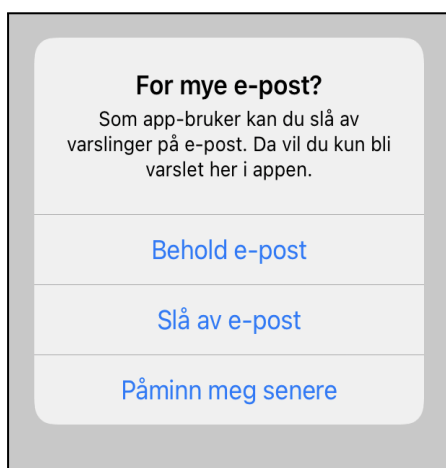 For mye e-post?
Som app-bruker kan du slå av
varslinger på e-post. Da vil du kun bli
varslet her i appen.
Behold e-post
Slå av e-post
Påminn meg senere